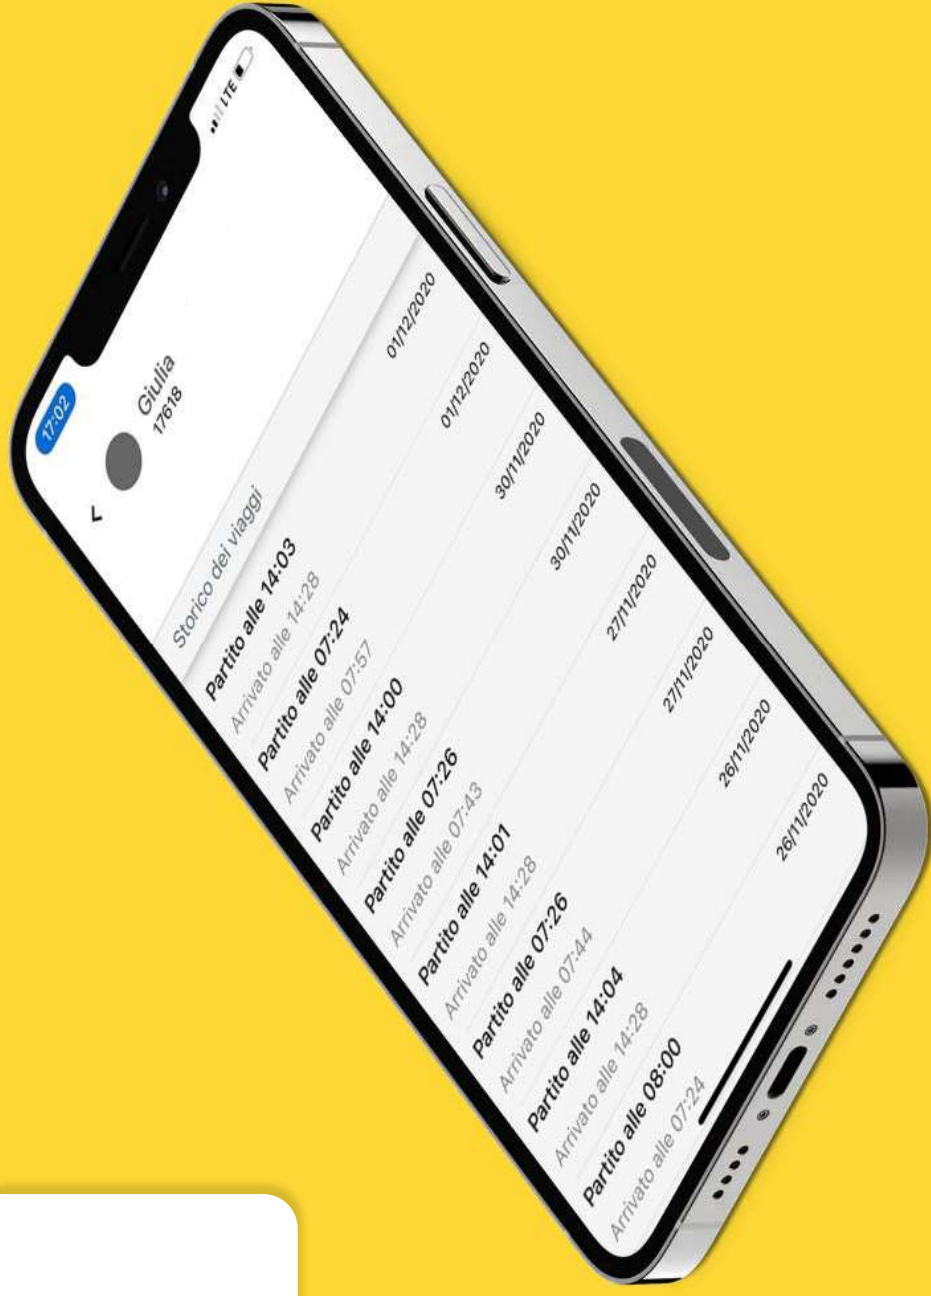 17:02
LTE
Giulia
17618
Storico dei viaggi
Partito alle 14:03
Arrivato alle 14:28
01/12/2020
Partito alle 07:24
Arrivato alle 07:57
01/12/2020
Partito alle 14:00
Arrivato alle 14:28
30/11/2020
Partito alle 07:26
Arrivato alle 07:43
30/11/2020
Partito alle 14:01
Arrivato alle 14:28
27/11/2020
Partito alle 07:26
Arrivato alle 07:44
27/11/2020
Partito alle 14:04
Arrivato alle 14:28
26/11/2020
Partito alle 08:00
Arrivato alle 07:24
26/11/2020